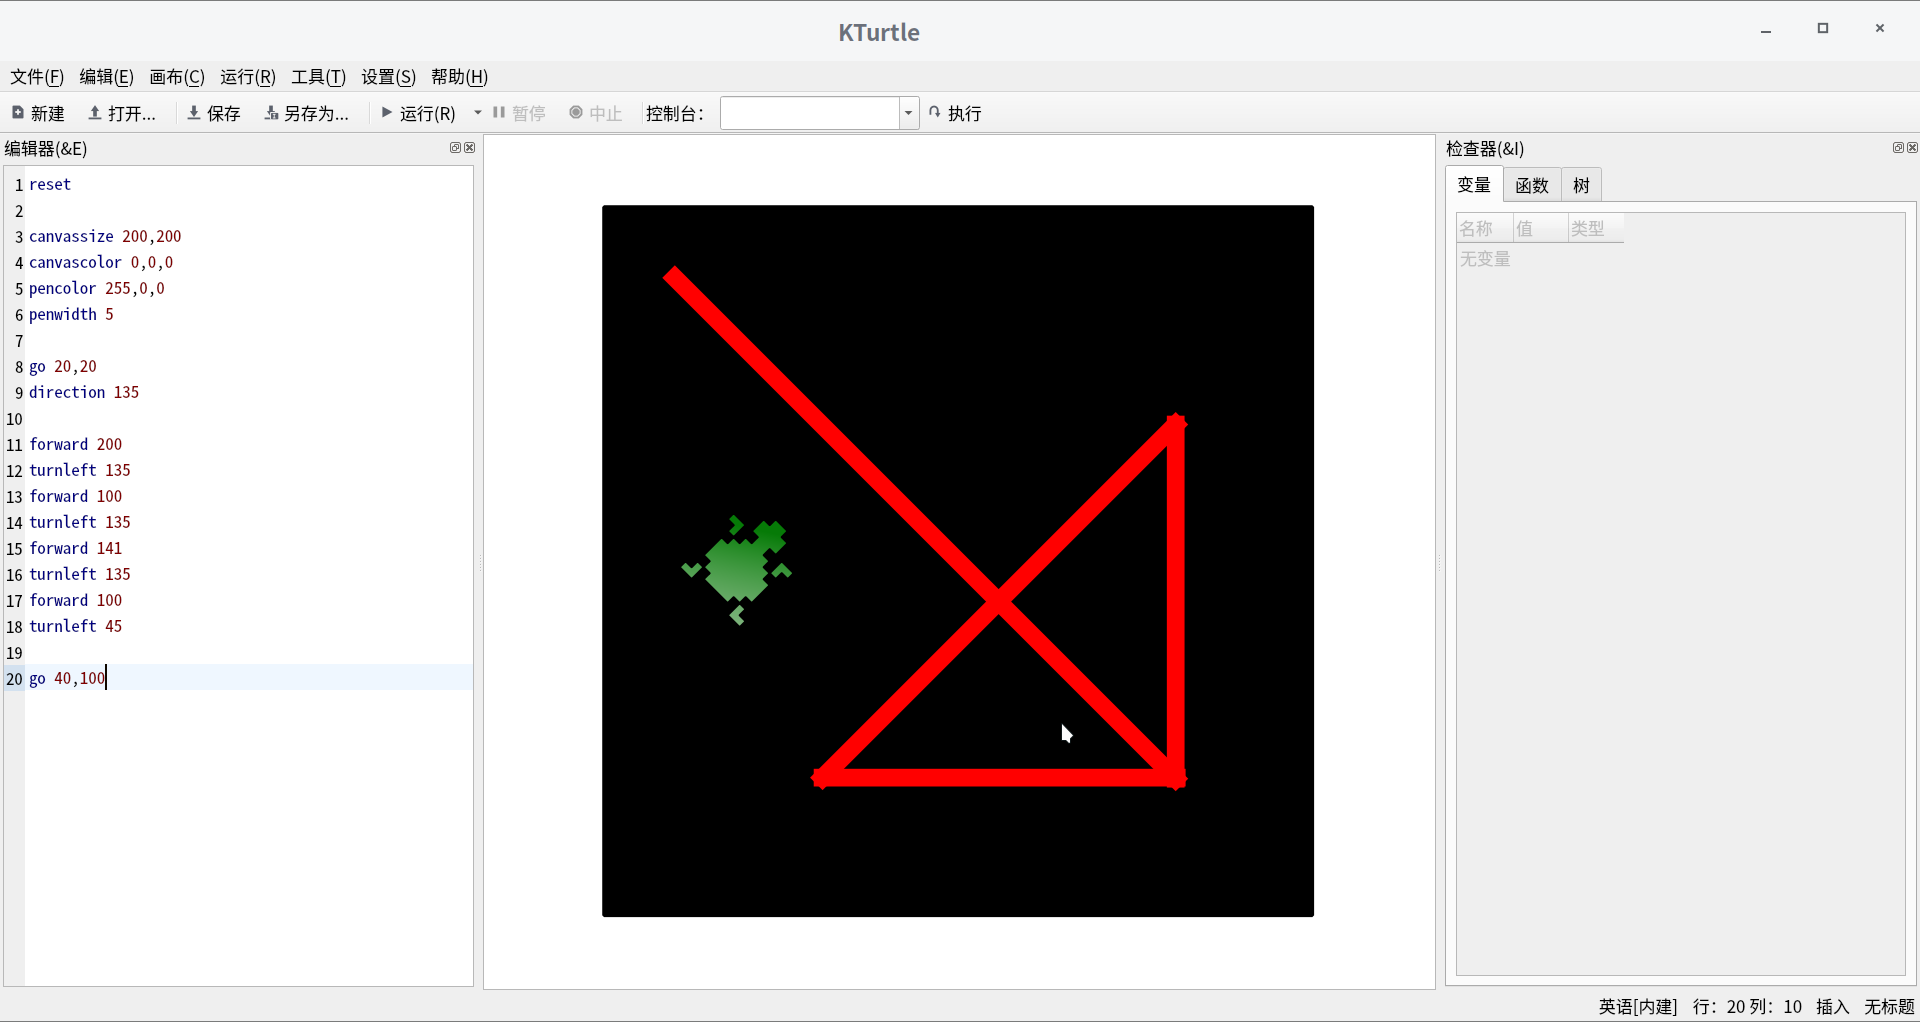 KTurtle
文件(F) 编辑(E) 画布(C) 运行(R) 工具(T) 设置(S) 帮助(H)
新建 打开... 保存 另存为... 运行(R) 暂停 中止 控制台： 执行
编辑器(&E)
1 reset
2
3 canvassize 200,200
4 canvascolor 0,0,0
5 pencolor 255,0,0
6 penwidth 5
7
8 go 20,20
9 direction 135
10
11 forward 200
12 turnleft 135
13 forward 100
14 turnleft 135
15 forward 141
16 turnleft 135
17 forward 100
18 turnleft 45
19
20 go 40,100
检查器(&I)
变量 函数 树
名称 值 类型
无变量
英语[内建] 行：20 列：10 插入 无标题